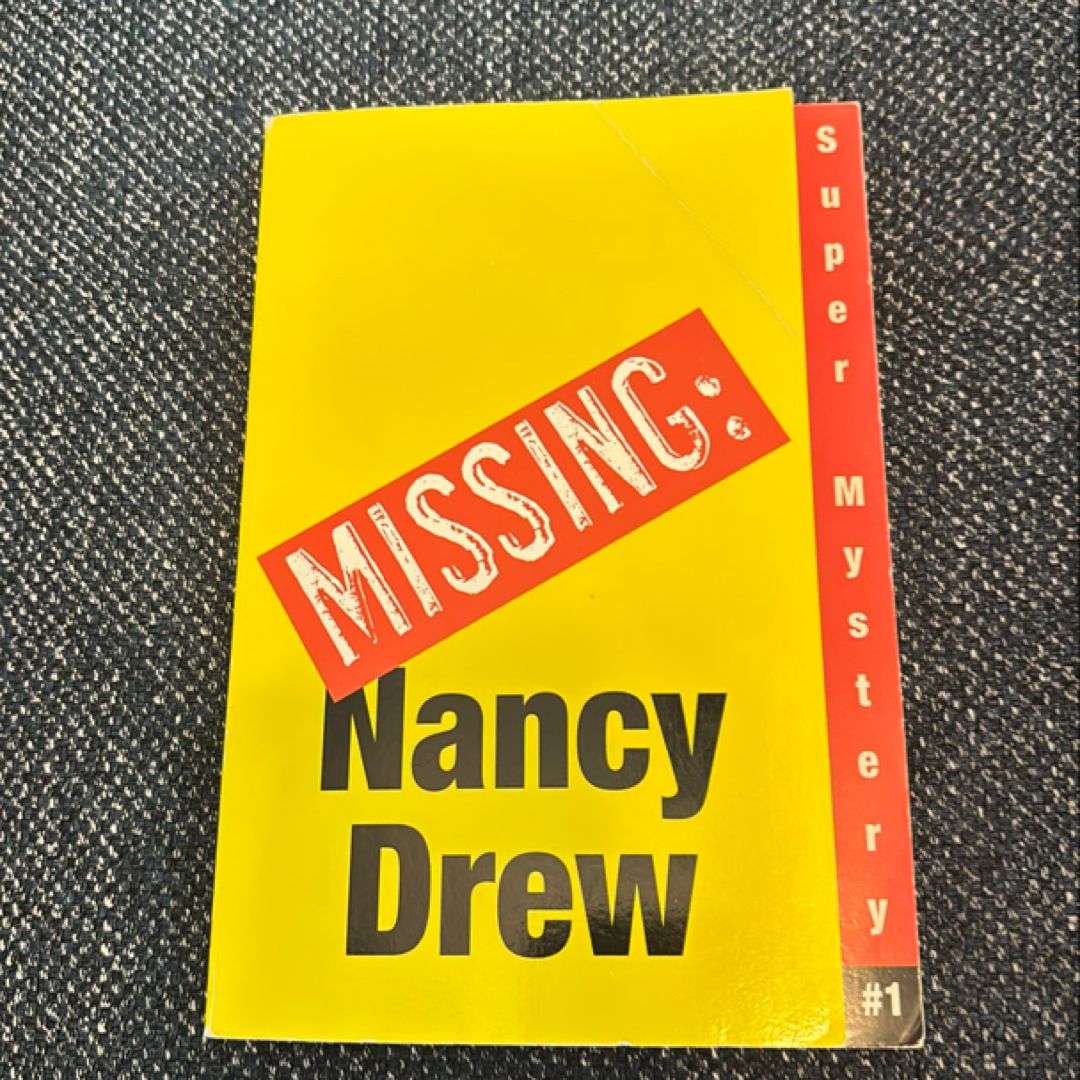 MISSING:
Nancy
Drew
Super Mystery
#1